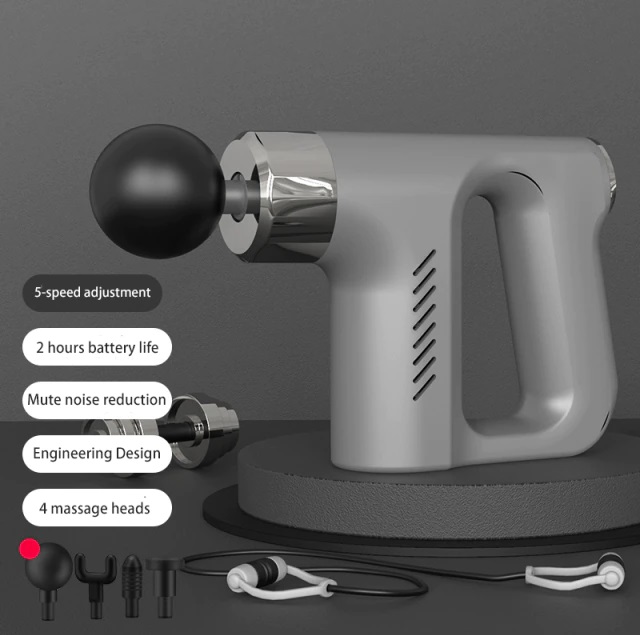 5-speed adjustment
2 hours battery life
Mute noise reduction
Engineering Design
4 massage heads